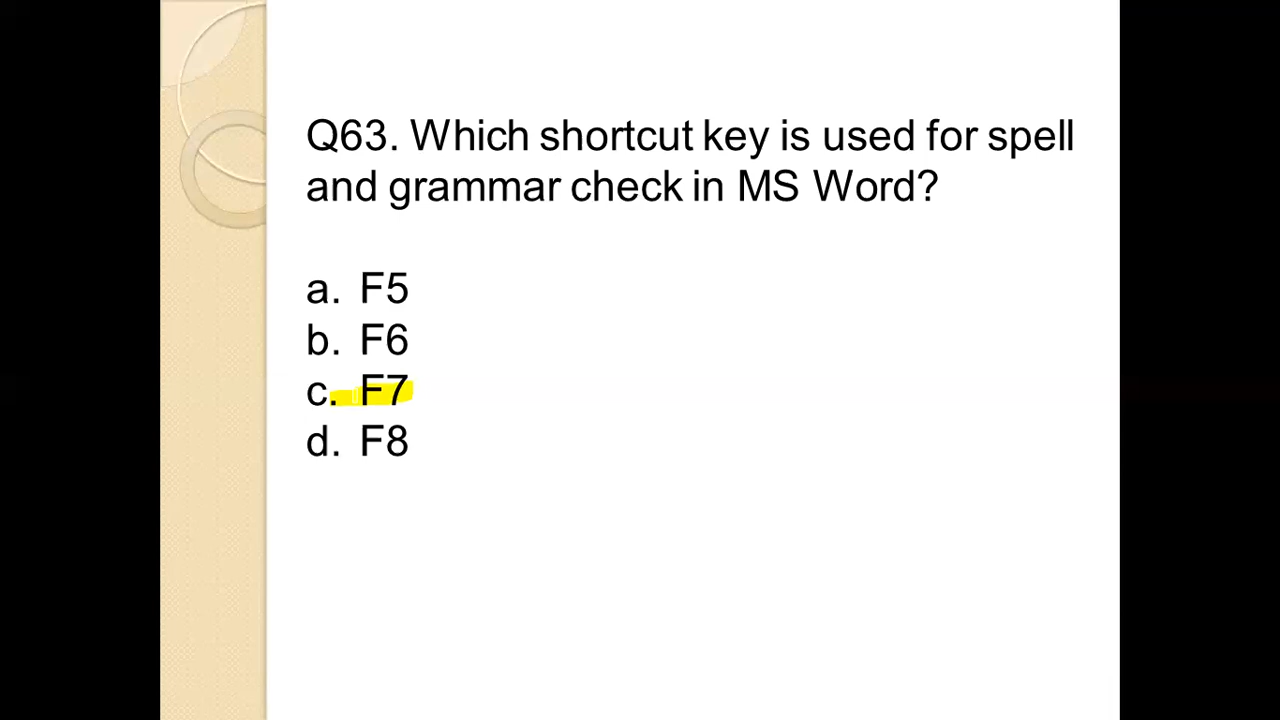 Q63. Which shortcut key is used for spell
and grammar check in MS Word?
a. F5
b. F6
c. F7
d. F8